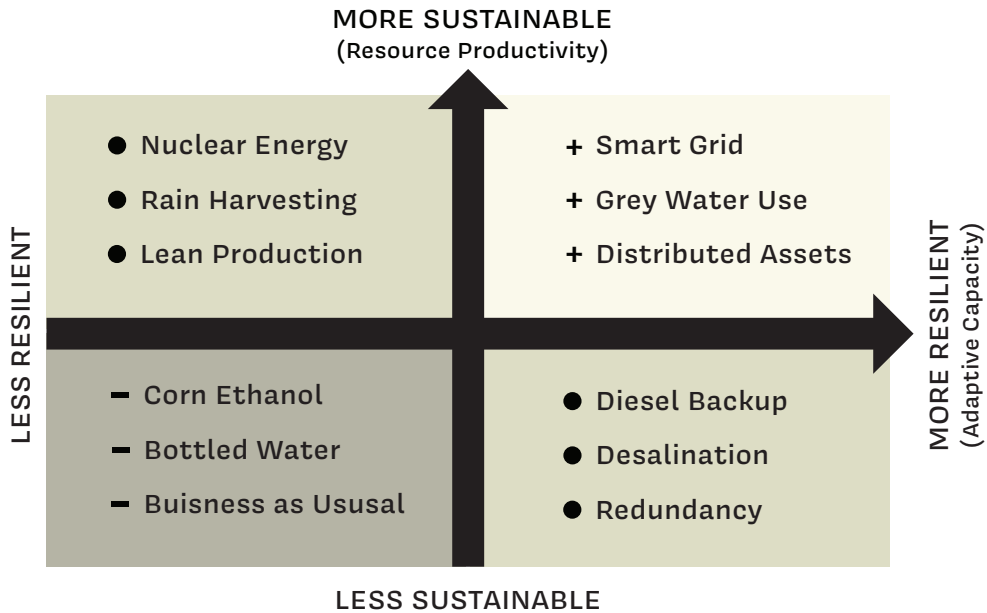 MORE SUSTAINABLE
(Resource Productivity)
● Nuclear Energy
● Rain Harvesting
● Lean Production
+ Smart Grid
+ Grey Water Use
+ Distributed Assets
LESS RESILIENT
MORE RESILIENT
(Adaptive Capacity)
– Corn Ethanol
– Bottled Water
– Buisness as Ususal
● Diesel Backup
● Desalination
● Redundancy
LESS SUSTAINABLE